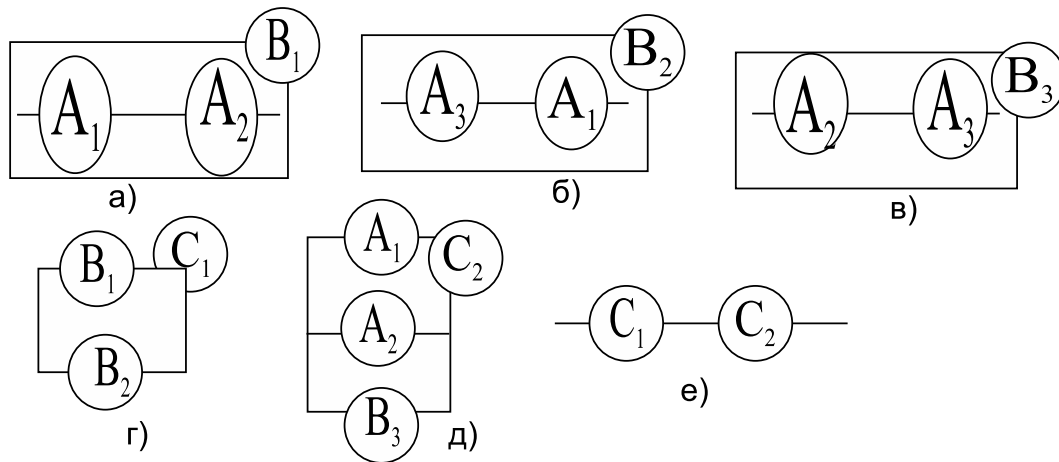 A₁ A₂ B₁
а)
A₃ A₁ B₂
б)
A₂ A₃ B₃
в)
B₁ C₁
B₂
г)
A₁ C₂
A₂
B₃
д)
C₁ C₂
е)